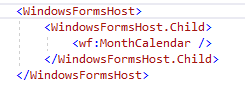 <WindowsFormsHost>
    <WindowsFormsHost.Child>
        <wf:MonthCalendar />
    </WindowsFormsHost.Child>
</WindowsFormsHost>